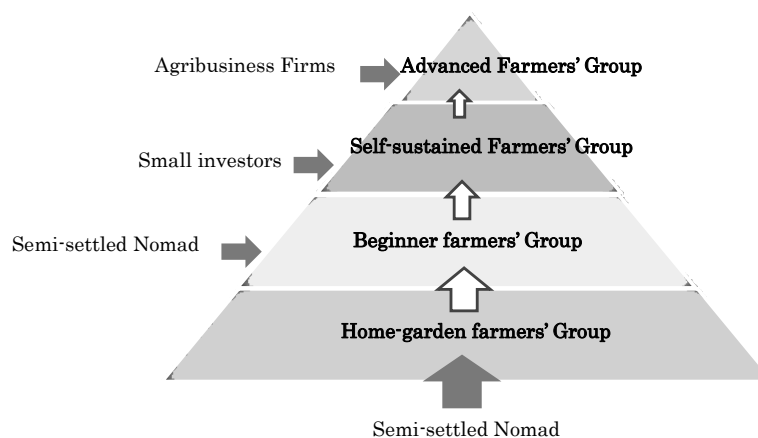 Agribusiness Firms
Advanced Farmers' Group
Small investors
Self-sustained Farmers' Group
Semi-settled Nomad
Beginner farmers' Group
Home-garden farmers' Group
Semi-settled Nomad